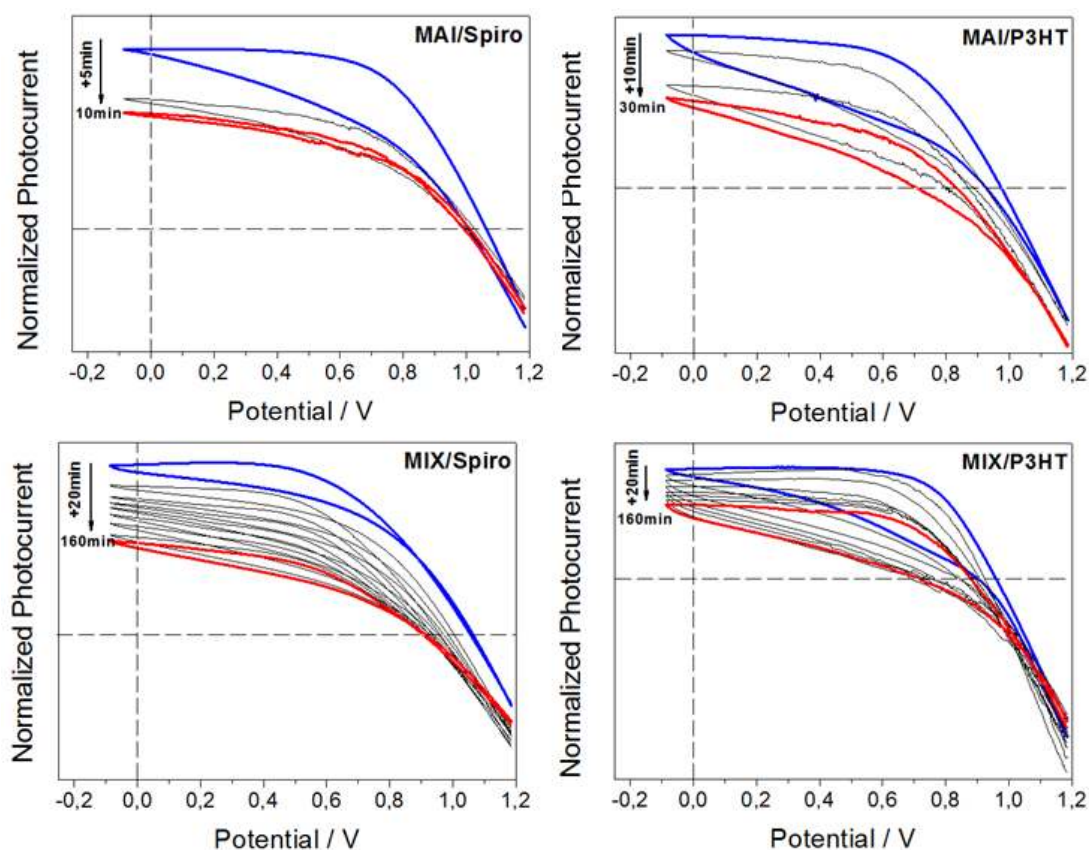 MAI/Spiro
+5min
10min
Normalized Photocurrent
-0,2 0,0 0,2 0,4 0,6 0,8 1,0 1,2
Potential / V
MAI/P3HT
+10min
30min
Normalized Photocurrent
-0,2 0,0 0,2 0,4 0,6 0,8 1,0 1,2
Potential / V
MIX/Spiro
+20min
160min
Normalized Photocurrent
-0,2 0,0 0,2 0,4 0,6 0,8 1,0 1,2
Potential / V
MIX/P3HT
+20min
160min
Normalized Photocurrent
-0,2 0,0 0,2 0,4 0,6 0,8 1,0 1,2
Potential / V